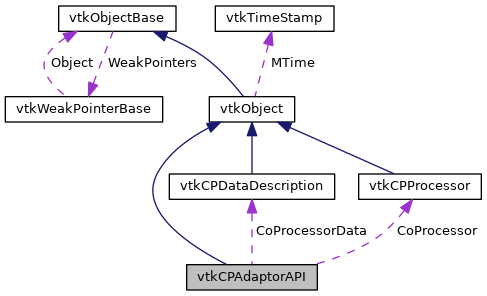 vtkObjectBase
vtkTimeStamp
Object
WeakPointers
MTime
vtkWeakPointerBase
vtkObject
vtkCPDataDescription
vtkCPProcessor
CoProcessorData
CoProcessor
vtkCPAdaptorAPI